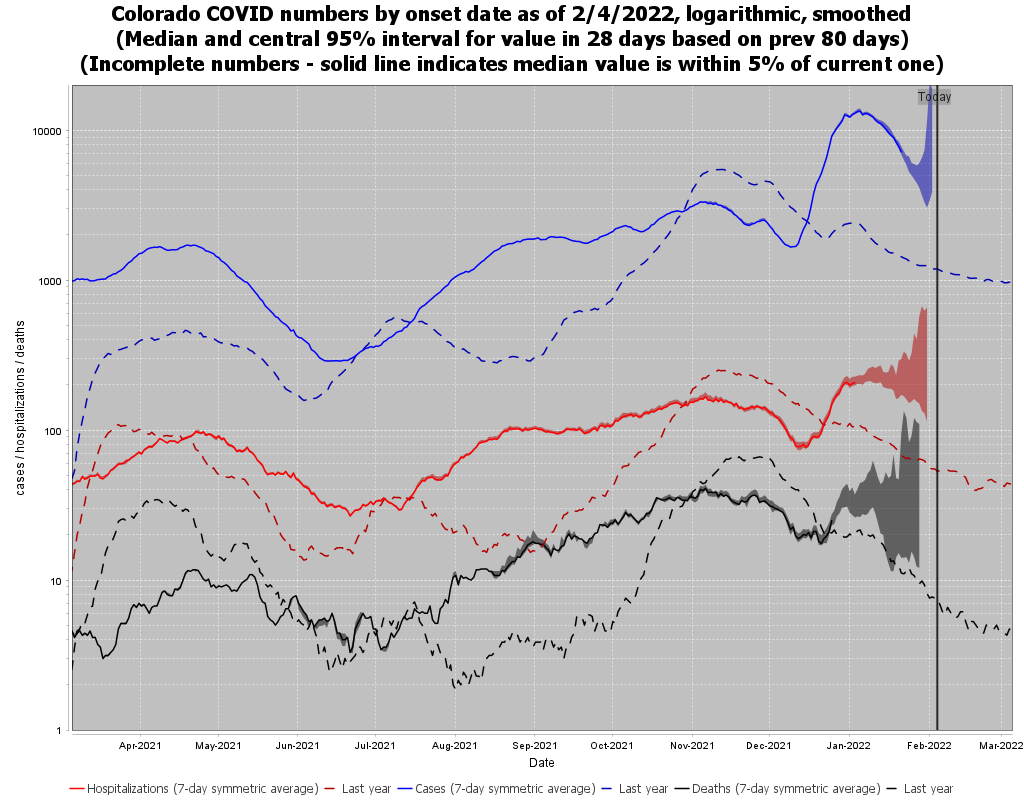 Colorado COVID numbers by onset date as of 2/4/2022, logarithmic, smoothed
(Median and central 95% interval for value in 28 days based on prev 80 days)
(Incomplete numbers - solid line indicates median value is within 5% of current one)
Today
10000
1000
100
10
1
cases / hospitalizations / deaths
Apr-2021 May-2021 Jun-2021 Jul-2021 Aug-2021 Sep-2021 Oct-2021 Nov-2021 Dec-2021 Jan-2022 Feb-2022 Mar-2022
Date
Hospitalizations (7-day symmetric average) Last year Cases (7-day symmetric average) Last year Deaths (7-day symmetric average) Last year